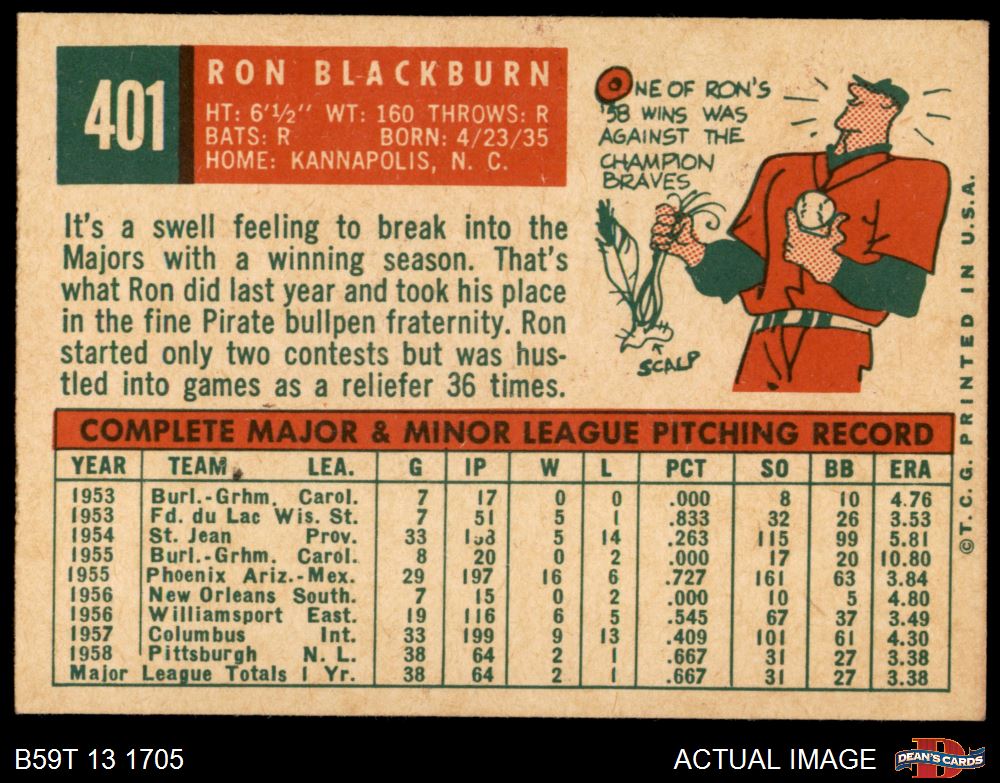 401
RON BLACKBURN
HT: 6'½" WT: 160 THROWS: R
BATS: R BORN: 4/23/35
HOME: KANNAPOLIS, N. C.
ONE OF RON'S
'58 WINS WAS
AGAINST THE
CHAMPION
BRAVES
SCALP
It's a swell feeling to break into the
Majors with a winning season. That's
what Ron did last year and took his place
in the fine Pirate bullpen fraternity. Ron
started only two contests but was hus-
tled into games as a reliefer 36 times.
COMPLETE MAJOR & MINOR LEAGUE PITCHING RECORD
YEAR TEAM LEA. G IP W L PCT SO BB ERA
1953 Burl.-Grhm. Carol. 7 17 0 0 .000 8 10 4.76
1953 Fd. du Lac Wis. St. 7 51 5 1 .833 32 26 3.53
1954 St. Jean Prov. 33 5 14 .263 115 99 5.81
1955 Burl.-Grhm. Carol. 8 20 0 2 .000 17 20 10.80
1955 Phoenix Ariz.-Mex. 29 197 16 6 .727 161 63 3.84
1956 New Orleans South. 7 15 0 2 .000 10 5 4.80
1956 Williamsport East. 19 116 6 5 .545 67 37 3.49
1957 Columbus Int. 33 199 9 13 .409 101 61 4.30
1958 Pittsburgh N. L. 38 64 2 1 .667 31 27 3.38
Major League Totals 1 Yr. 38 64 2 1 .667 31 27 3.38
© T. C. G. PRINTED IN U.S.A.
B59T 13 1705
ACTUAL IMAGE
D
DEAN'S CARDS